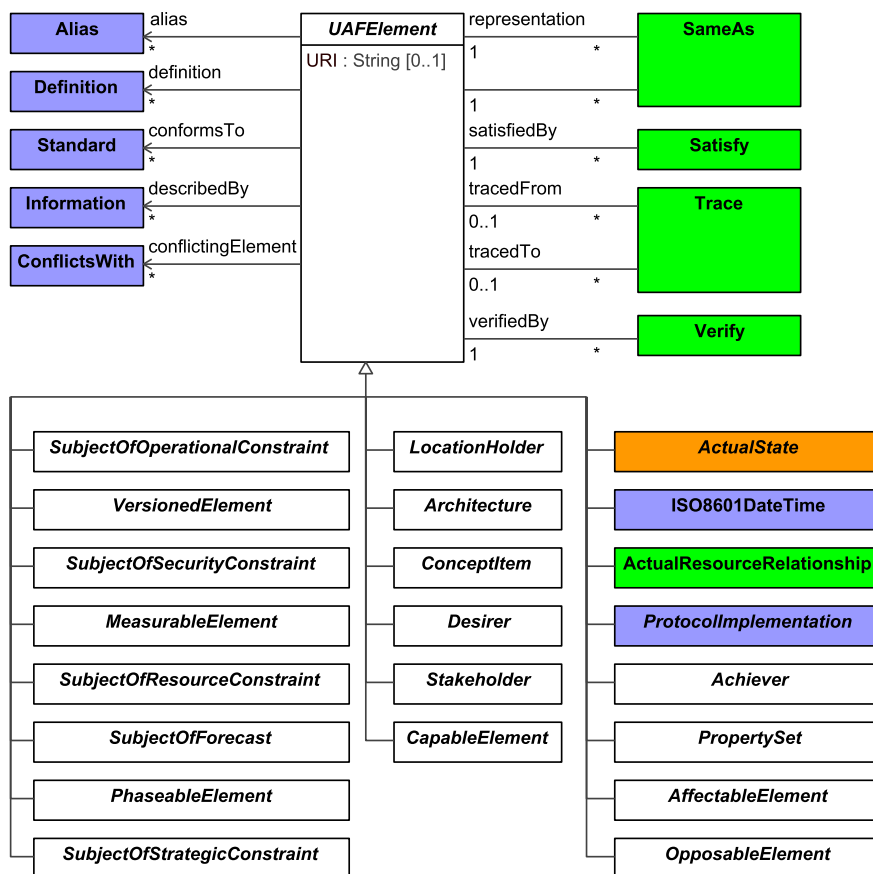 Alias
alias
*
UAFElement
URI : String [0..1]
representation
1
*
SameAs
Definition
definition
*
1
*
Standard
conformsTo
*
satisfiedBy
1
*
Satisfy
Information
describedBy
*
tracedFrom
0..1
*
Trace
ConflictsWith
conflictingElement
*
tracedTo
0..1
*
verifiedBy
1
*
Verify
SubjectOfOperationalConstraint
LocationHolder
ActualState
VersionedElement
Architecture
ISO8601DateTime
SubjectOfSecurityConstraint
ConceptItem
ActualResourceRelationship
MeasurableElement
Desirer
ProtocolImplementation
SubjectOfResourceConstraint
Stakeholder
Achiever
SubjectOfForecast
CapableElement
PropertySet
PhaseableElement
AffectableElement
SubjectOfStrategicConstraint
OpposableElement